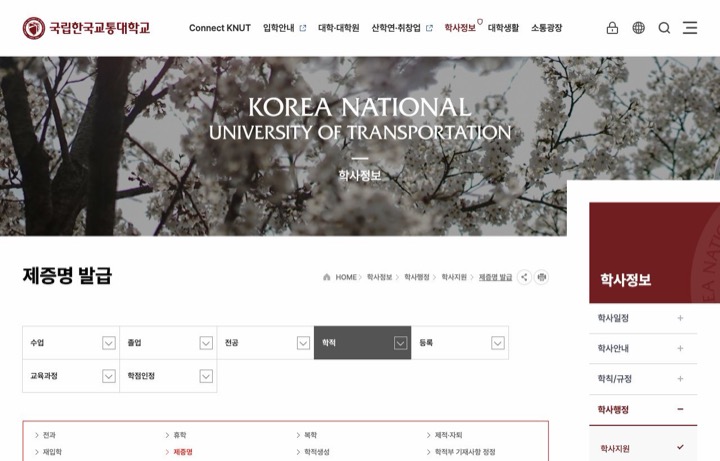 국립한국교통대학교
Connect KNUT 입학안내 대학·대학원 산학연·취창업 학사정보 대학생활 소통광장
KOREA NATIONAL
UNIVERSITY OF TRANSPORTATION
학사정보
학사정보
제증명 발급
HOME 학사정보 학사행정 학사지원 제증명 발급
학사일정
학사안내
학칙/규정
학사행정
학사지원
수업 졸업 전공 학적 등록
교육과정 학점인정
전과 휴학 복학 제적·자퇴
재입학 제증명 학적생성 학적부 기재사항 정정